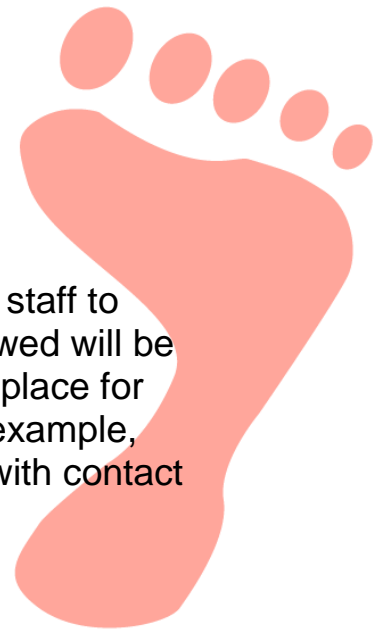 staff to
wed will be
place for
example,
with contact